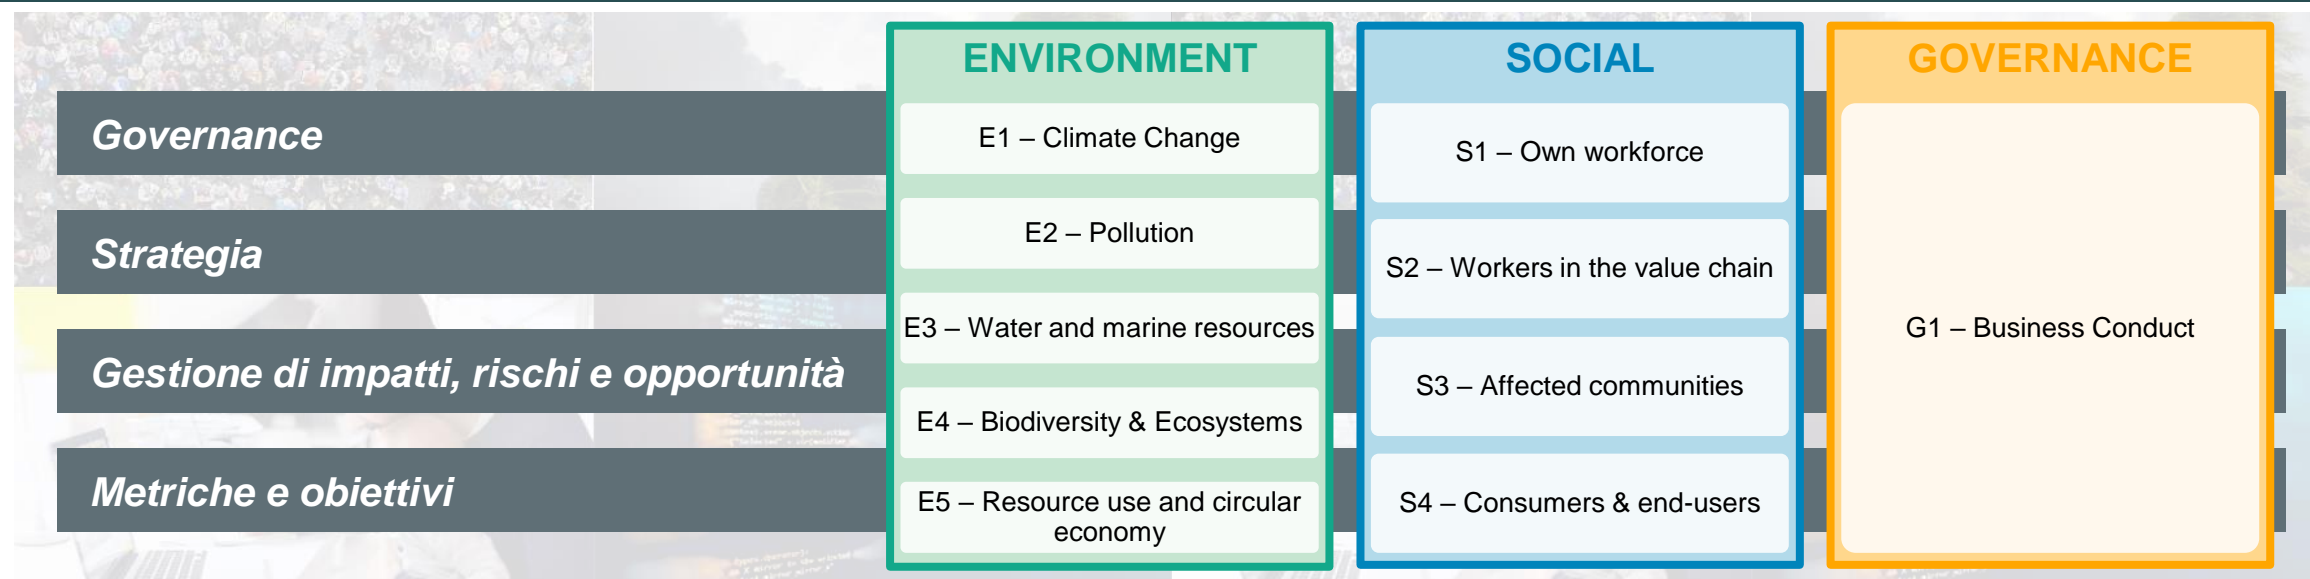 Governance
Strategia
Gestione di impatti, rischi e opportunità
Metriche e obiettivi
ENVIRONMENT
E1 – Climate Change
E2 – Pollution
E3 – Water and marine resources
E4 – Biodiversity & Ecosystems
E5 – Resource use and circular
economy
SOCIAL
S1 – Own workforce
S2 – Workers in the value chain
S3 – Affected communities
S4 – Consumers & end-users
GOVERNANCE
G1 – Business Conduct